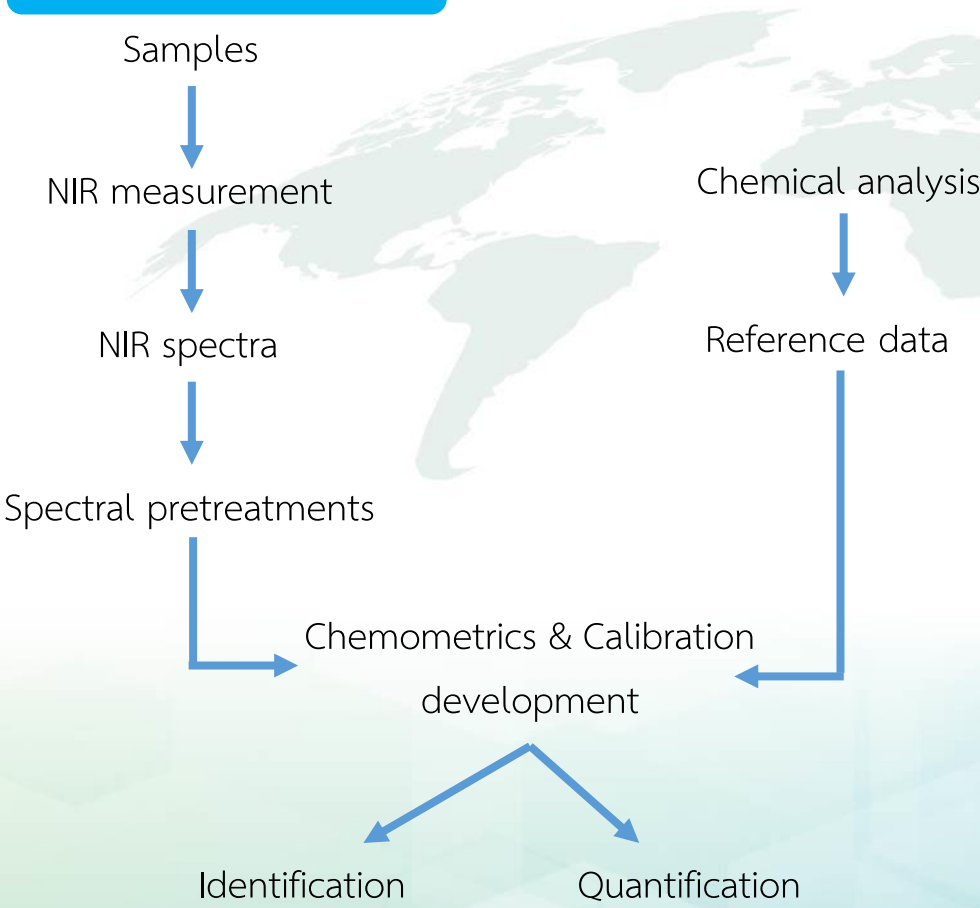 Samples
NIR measurement
Chemical analysis
NIR spectra
Reference data
Spectral pretreatments
Chemometrics & Calibration
development
Identification
Quantification